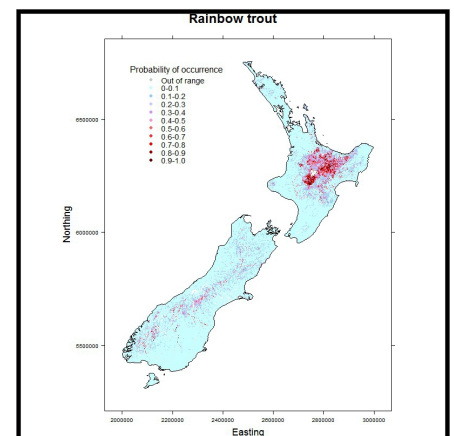 Rainbow trout
Probability of occurrence
Out of range
0-0.1
0.1-0.2
0.2-0.3
0.3-0.4
0.4-0.5
0.5-0.6
0.6-0.7
0.7-0.8
0.8-0.9
0.9-1.0
6500000
6000000
5500000
Northing
2000000 2200000 2400000 2600000 2800000 3000000
Easting